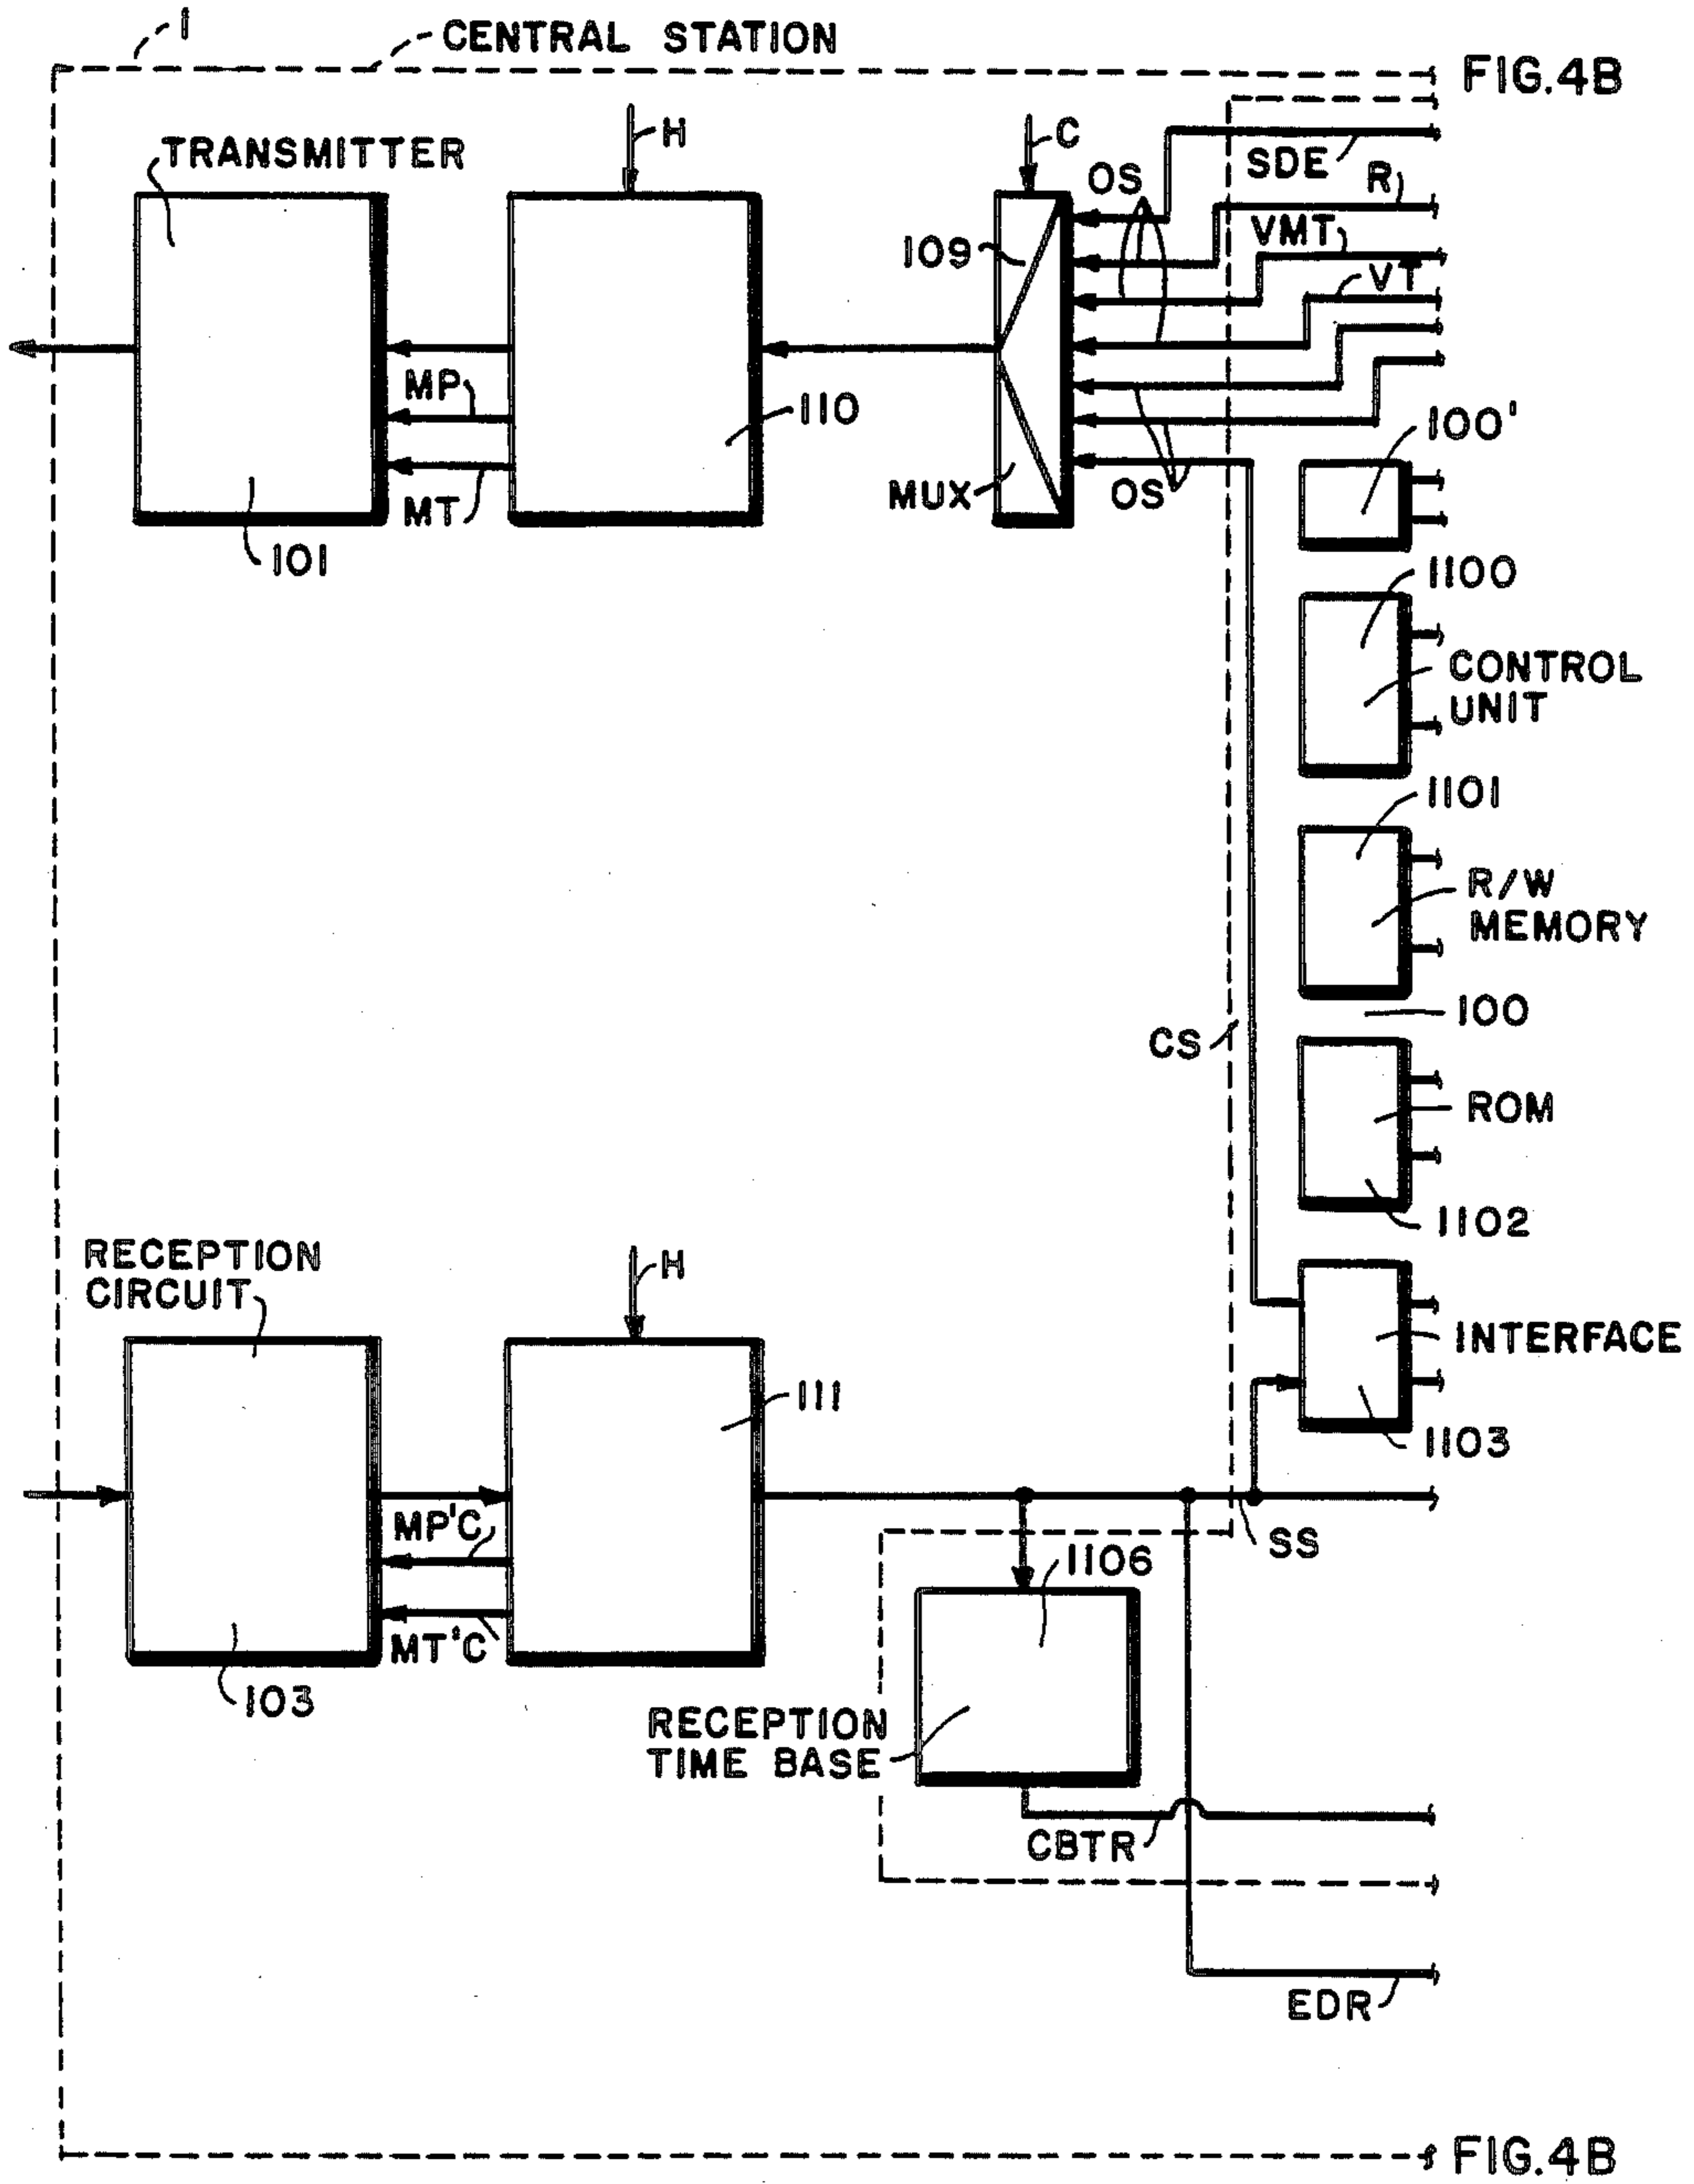 1
CENTRAL STATION
FIG.4B
TRANSMITTER
H
C
SDE
OS
R
109
VMT
VT
MP
110
100'
MT
MUX
OS
101
1100
CONTROL
UNIT
1101
R/W
MEMORY
100
CS
ROM
1102
RECEPTION
CIRCUIT
H
INTERFACE
111
1103
MP'C
SS
1106
MT'C
103
RECEPTION
TIME BASE
CBTR
EDR
FIG.4B